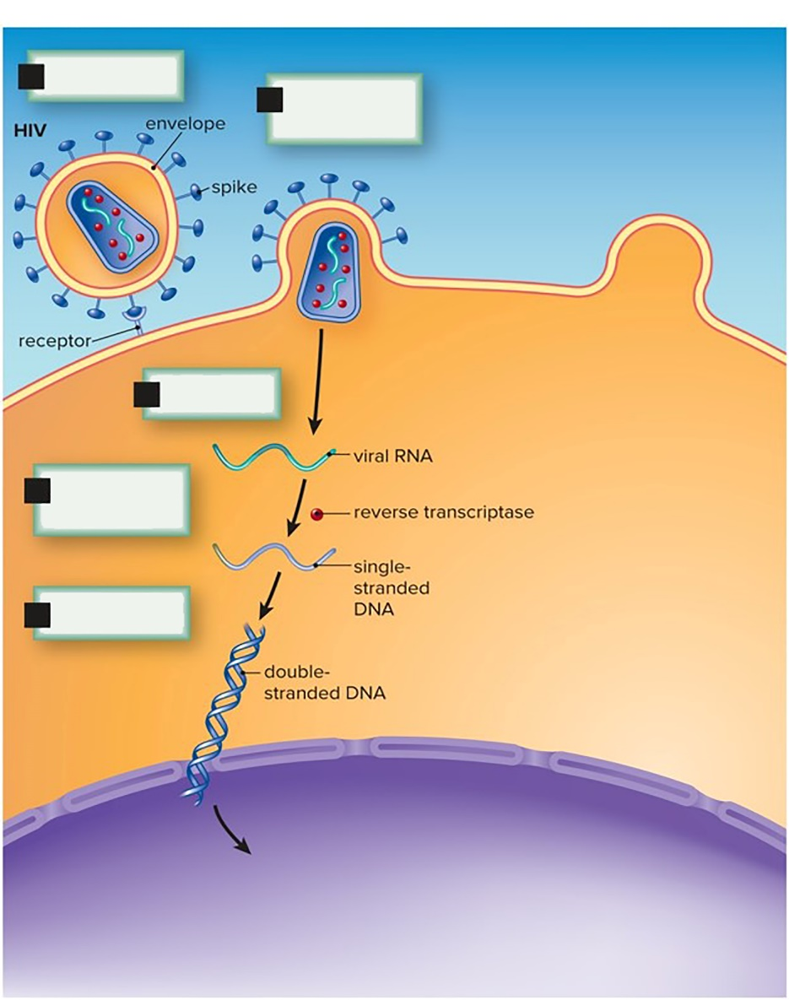 HIV
envelope
spike
receptor
viral RNA
reverse transcriptase
single-
stranded
DNA
double-
stranded DNA